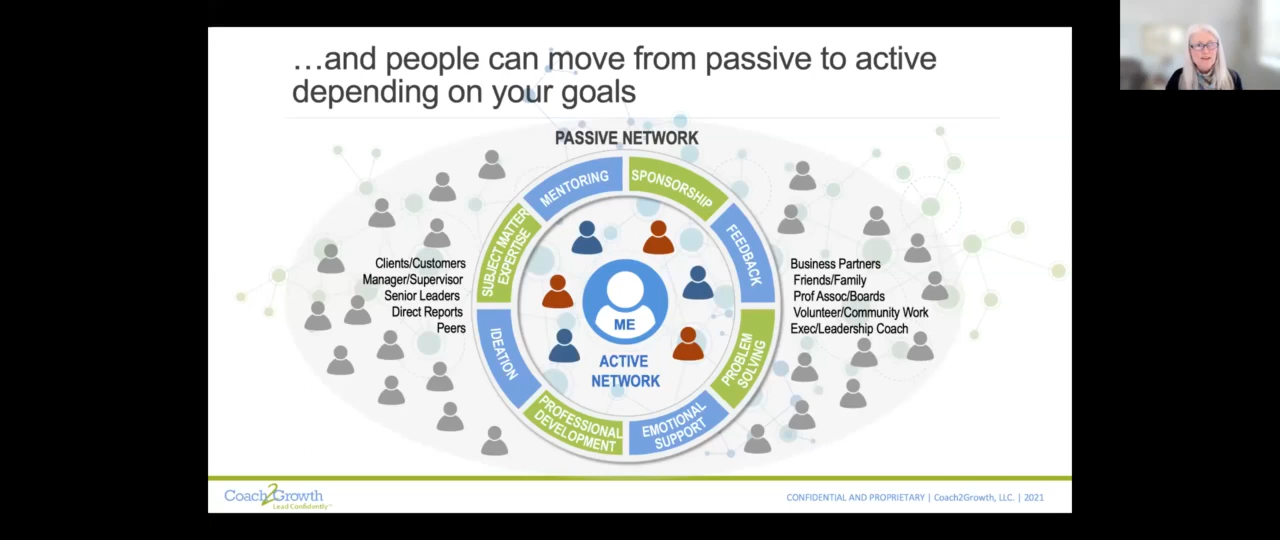 …and people can move from passive to active
depending on your goals
PASSIVE NETWORK
MENTORING
SPONSORSHIP
FEEDBACK
PROBLEM
SOLVING
EMOTIONAL
SUPPORT
PROFESSIONAL
DEVELOPMENT
IDEATION
SUBJECT MATTER
EXPERTISE
Clients/Customers
Manager/Supervisor
Senior Leaders
Direct Reports
Peers
ME
ACTIVE
NETWORK
Business Partners
Friends/Family
Prof Assoc/Boards
Volunteer/Community Work
Exec/Leadership Coach
Coach2Growth
Lead Confidently™
CONFIDENTIAL AND PROPRIETARY | Coach2Growth, LLC. | 2021